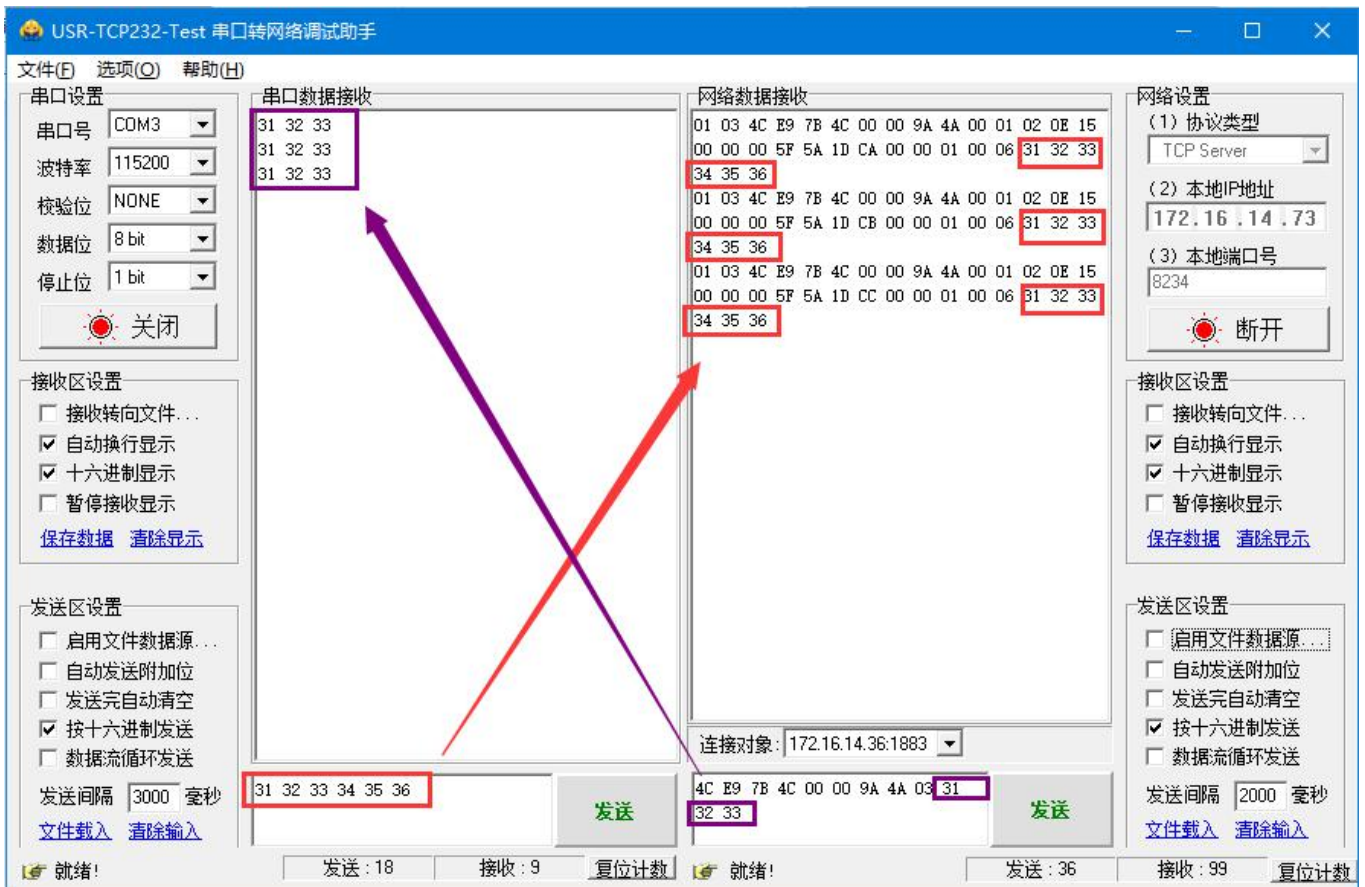 USR-TCP232-Test 串口转网络调试助手
文件(F) 选项(O) 帮助(H)
串口设置
串口号 COM3
波特率 115200
校验位 NONE
数据位 8 bit
停止位 1 bit
关闭
接收区设置
接收转向文件...
自动换行显示
十六进制显示
暂停接收显示
保存数据 清除显示
发送区设置
启用文件数据源...
自动发送附加位
发送完自动清空
按十六进制发送
数据流循环发送
发送间隔 3000 毫秒
文件载入 清除输入
串口数据接收
31 32 33
31 32 33
31 32 33
31 32 33 34 35 36
发送
网络数据接收
01 03 4C E9 7B 4C 00 00 9A 4A 00 01 02 0E 15
00 00 00 5F 5A 1D CA 00 00 01 00 06 31 32 33
34 35 36
01 03 4C E9 7B 4C 00 00 9A 4A 00 01 02 0E 15
00 00 00 5F 5A 1D CB 00 00 01 00 06 31 32 33
34 35 36
01 03 4C E9 7B 4C 00 00 9A 4A 00 01 02 0E 15
00 00 00 5F 5A 1D CC 00 00 01 00 06 31 32 33
34 35 36
连接对象: 172.16.14.36:1883
4C E9 7B 4C 00 00 9A 4A 03 31
32 33
发送
网络设置
(1) 协议类型
TCP Server
(2) 本地IP地址
172.16 .14 .73
(3) 本地端口号
8234
断开
接收区设置
接收转向文件...
自动换行显示
十六进制显示
暂停接收显示
保存数据 清除显示
发送区设置
启用文件数据源...
自动发送附加位
发送完自动清空
按十六进制发送
数据流循环发送
发送间隔 2000 毫秒
文件载入 清除输入
就绪! 发送:18 接收:9 复位计数
就绪! 发送:36 接收:99 复位计数